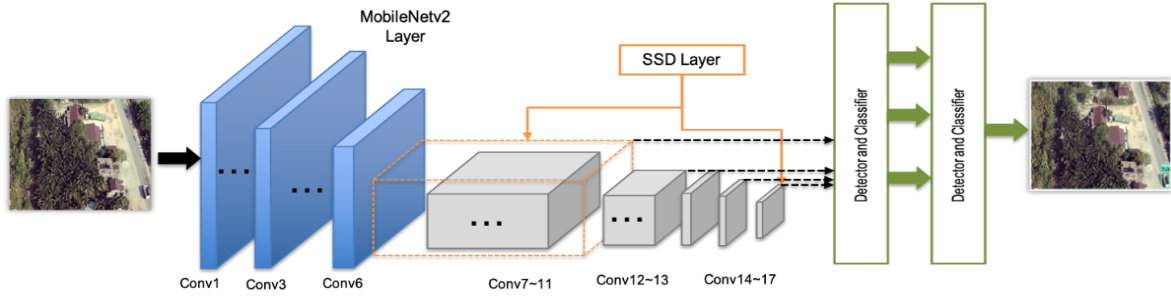 MobileNetv2
Layer
SSD Layer
...
...
...
...
Detector and Classifier
Detector and Classifier
Conv1
Conv3
Conv6
Conv7~11
Conv12~13
Conv14~17